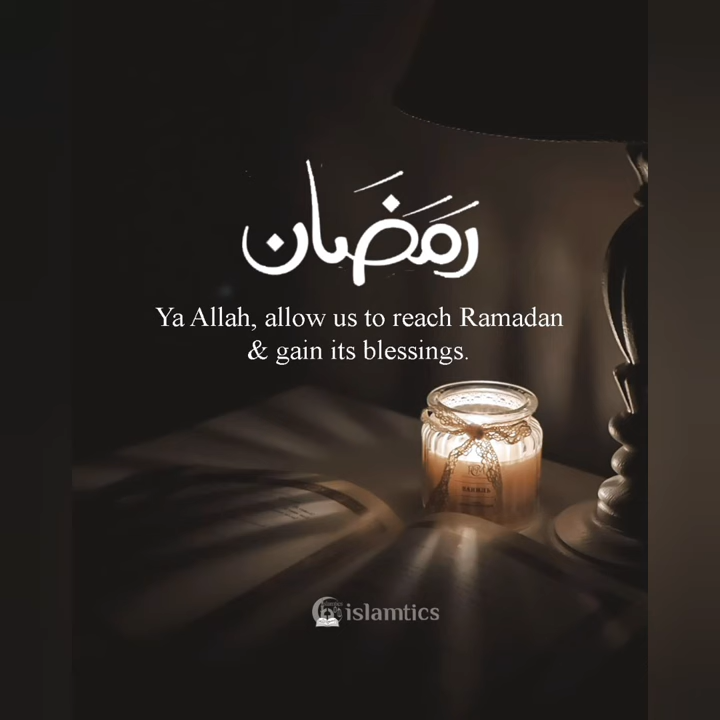 رَمَضَان
Ya Allah, allow us to reach Ramadan
& gain its blessings.
islamtics